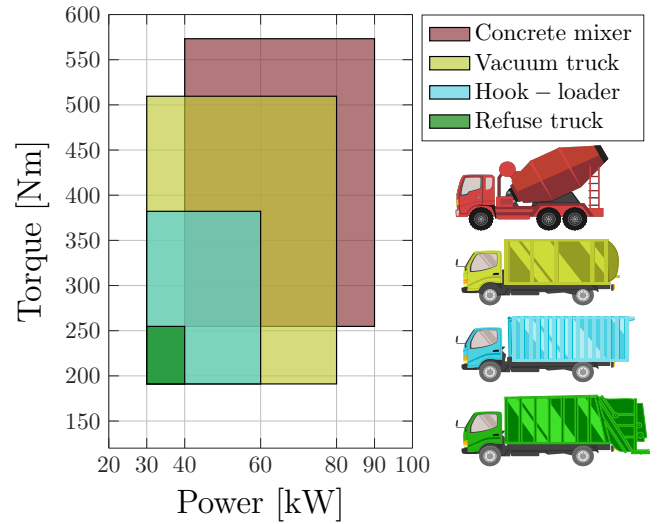 600
550
500
450
400
350
300
250
200
150
Torque [Nm]
20 30 40 60 80 90 100
Power [kW]
Concrete mixer
Vacuum truck
Hook – loader
Refuse truck